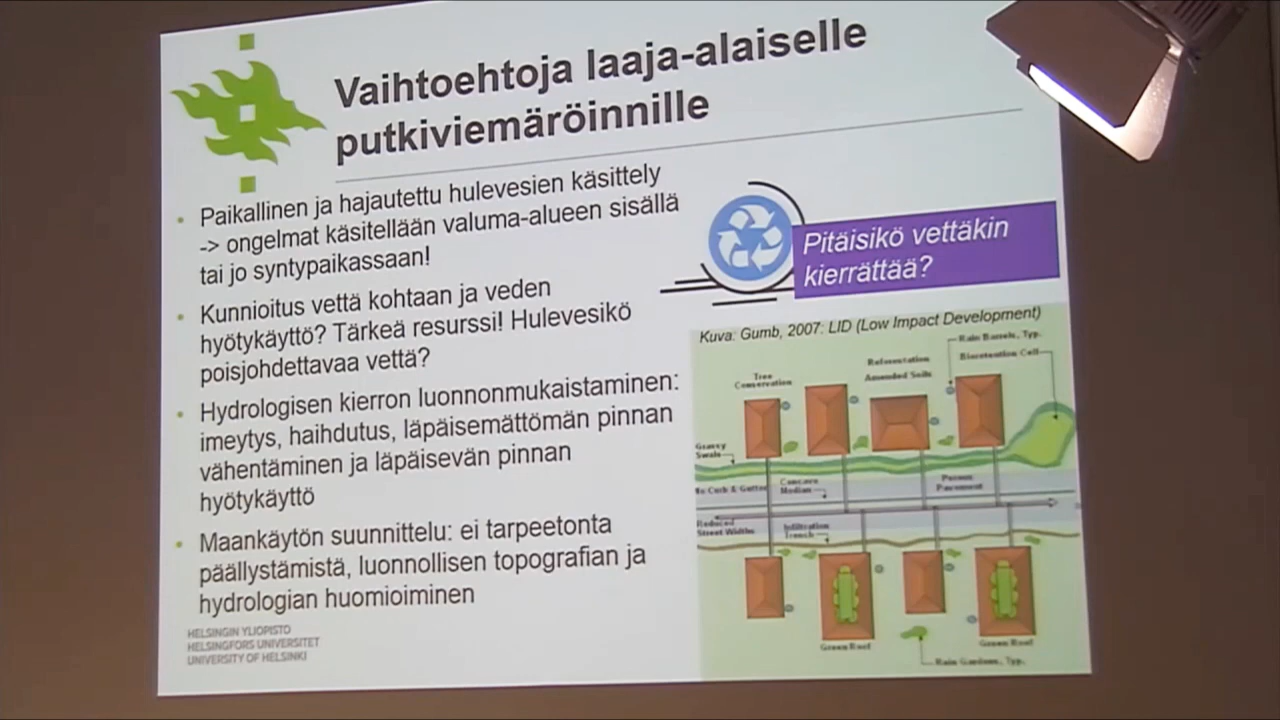 Vaihtoehtoja laaja-alaiselle
putkiviemäröinnille
• Paikallinen ja hajautettu hulevesien käsittely
-> ongelmat käsitellään valuma-alueen sisällä
tai jo syntypaikassaan!
• Kunnioitus vettä kohtaan ja veden
hyötykäyttö? Tärkeä resurssi! Hulevesikö
poisjohdettavaa vettä?
• Hydrologisen kierron luonnonmukaistaminen:
imeytys, haihdutus, läpäisemättömän pinnan
vähentäminen ja läpäisevän pinnan
hyötykäyttö
• Maankäytön suunnittelu: ei tarpeetonta
päällystämistä, luonnollisen topografian ja
hydrologian huomioiminen
HELSINGIN YLIOPISTO
HELSINGFORS UNIVERSITET
UNIVERSITY OF HELSINKI
Pitäisikö vettäkin
kierrättää?
Kuva: Gumb, 2007: LID (Low Impact Development)
Rain Barrels, Typ.
Bioretention Cell
Reforestation
Amended Soils
Tree
Conservation
Grassy
Swale
No Curb & Gutter
Concave
Median
Porous
Pavement
Reduced
Street Widths
Infiltration
Trench
Green Roof
Green Roof
Rain Gardens, Typ.